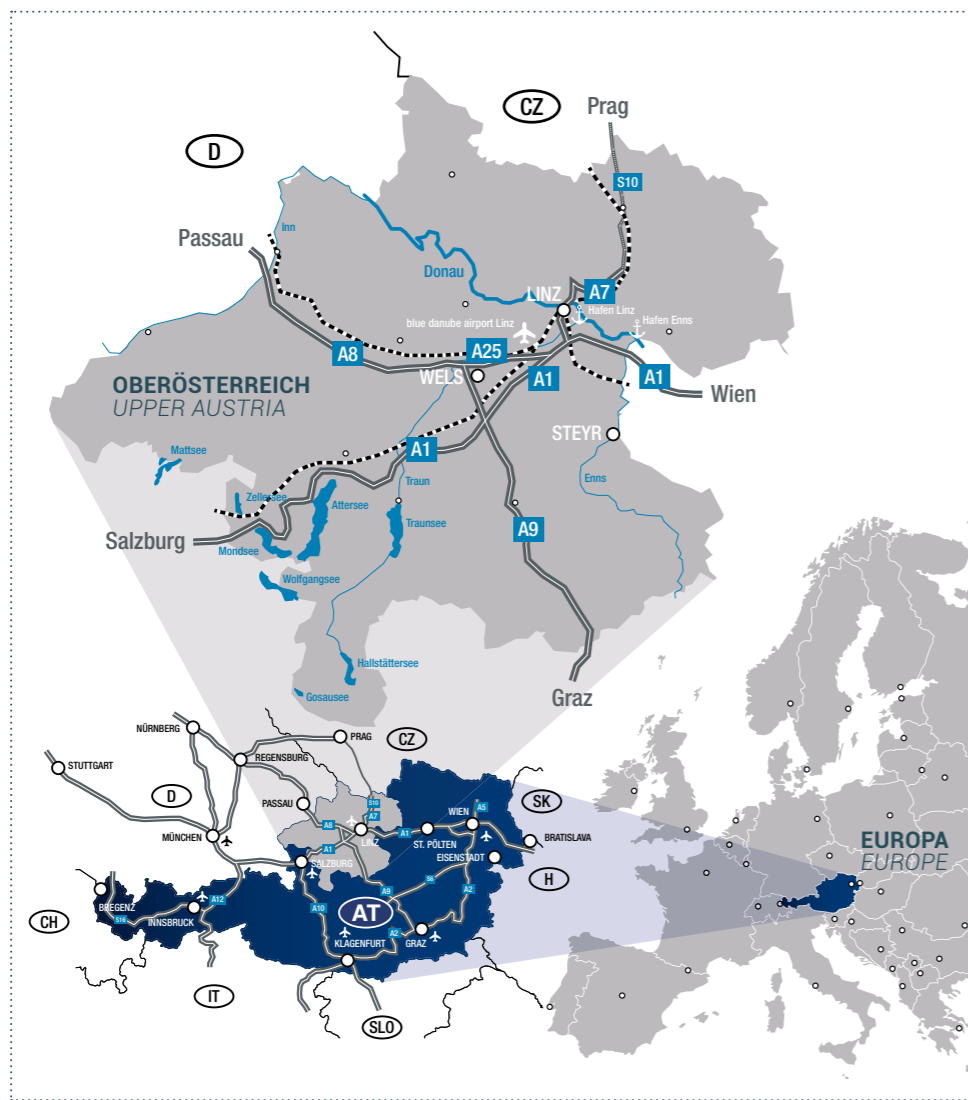 CZ
Prag
D
S10
Inn
Passau
Donau
LINZ
A7
Hafen Linz
Hafen Enns
blue danube airport Linz
A8
A25
WELS
A1
A1
Wien
OBERÖSTERREICH
UPPER AUSTRIA
STEYR
A1
Mattsee
Traun
Enns
Zellersee
Attersee
Traunsee
A9
Salzburg
Mondsee
Wolfgangsee
Hallstättersee
Gosausee
Graz
NÜRNBERG
PRAG
CZ
REGENSBURG
STUTTGART
D
PASSAU
S10
A7
A8
MÜNCHEN
LINZ
A1
SALZBURG
A1
ST. PÖLTEN
WIEN
A5
SK
BRATISLAVA
EISENSTADT
H
S6
A2
A9
A10
AT
A12
BREGENZ
S16
INNSBRUCK
CH
KLAGENFURT
A2
GRAZ
IT
SLO
EUROPA
EUROPE